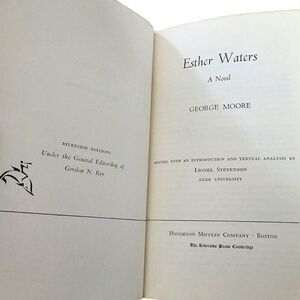 RIVERSIDE EDITIONS
Under the General Editorship of
Gordon N. Ray
Esther Waters
A Novel
GEORGE MOORE
EDITED WITH AN INTRODUCTION AND TEXTUAL ANALYSIS BY
LIONEL STEVENSON
DUKE UNIVERSITY
HOUGHTON MIFFLIN COMPANY · BOSTON
The Riverside Press Cambridge